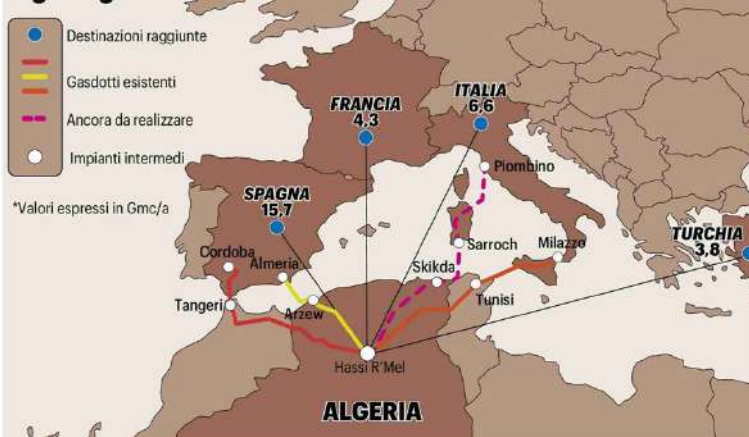 Destinazioni raggiunte
Gasdotti esistenti
Ancora da realizzare
Impianti intermedi
*Valori espressi in Gmc/a
FRANCIA
4,3
ITALIA
6,6
SPAGNA
15,7
TURCHIA
3,8
Piombino
Sarroch
Milazzo
Cordoba
Almeria
Skikda
Tangeri
Arzew
Tunisi
Hassi R'Mel
ALGERIA